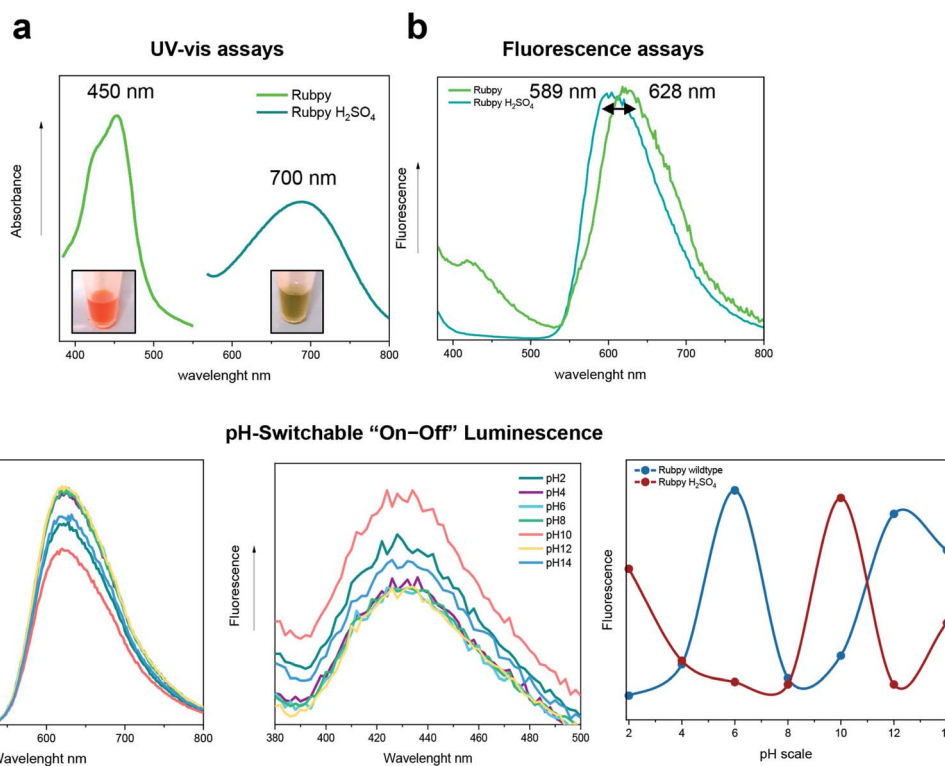 a
UV-vis assays
450 nm
Rubpy
Rubpy H₂SO₄
700 nm
Absorbance
400
500
600
700
800
wavelenght nm
b
Fluorescence assays
Rubpy
Rubpy H₂SO₄
589 nm
628 nm
Fluorescence
400
500
600
700
800
wavelenght nm
pH-Switchable “On−Off” Luminescence
600
700
800
Wavelenght nm
pH2
pH4
pH6
pH8
pH10
pH12
pH14
Fluorescence
380
400
420
440
460
480
500
Wavelenght nm
Rubpy wildtype
Rubpy H₂SO₄
Fluorescence
2
4
6
8
10
12
pH scale